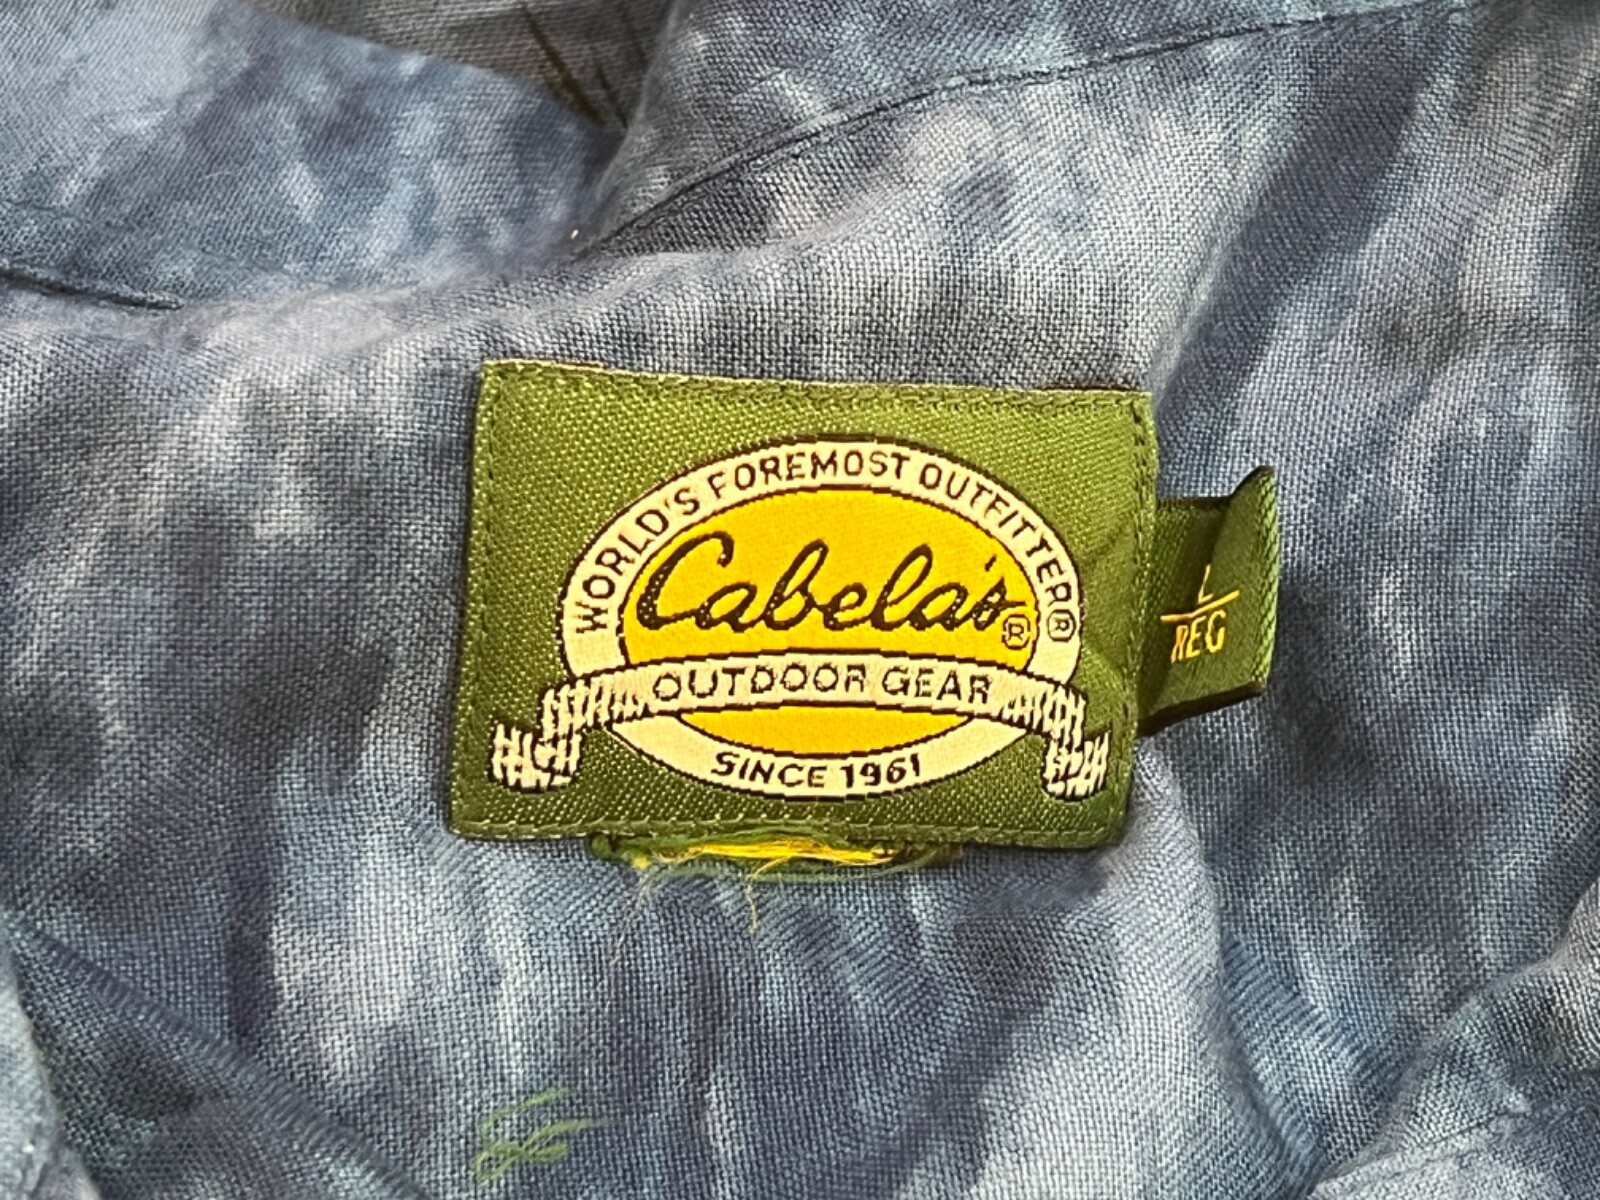 WORLD'S FOREMOST OUTFITTER®
Cabela's®
OUTDOOR GEAR
SINCE 1961
L
REG